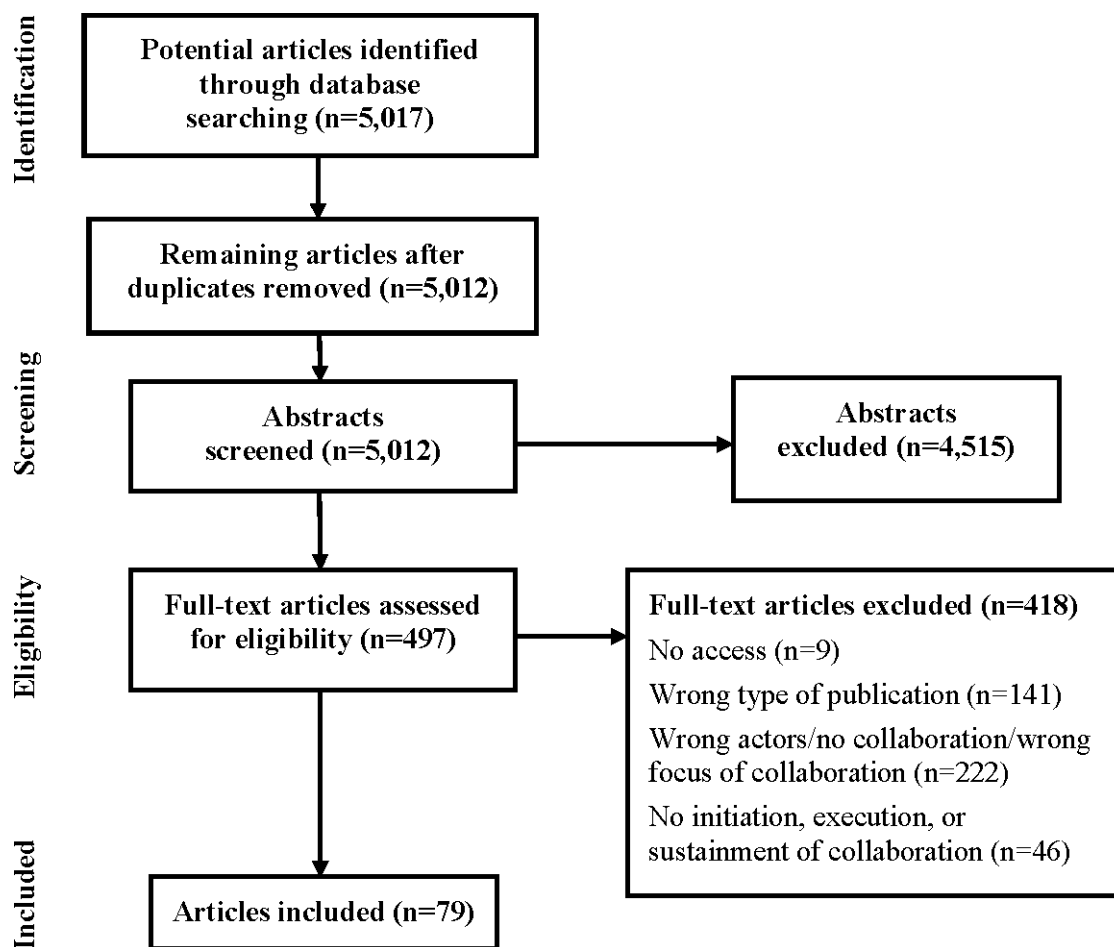 Identification
Potential articles identified
through database
searching (n=5,017)
Remaining articles after
duplicates removed (n=5,012)
Screening
Abstracts
screened (n=5,012)
Abstracts
excluded (n=4,515)
Eligibility
Full-text articles assessed
for eligibility (n=497)
Full-text articles excluded (n=418)
No access (n=9)
Wrong type of publication (n=141)
Wrong actors/no collaboration/wrong
focus of collaboration (n=222)
No initiation, execution, or
sustainment of collaboration (n=46)
Included
Articles included (n=79)